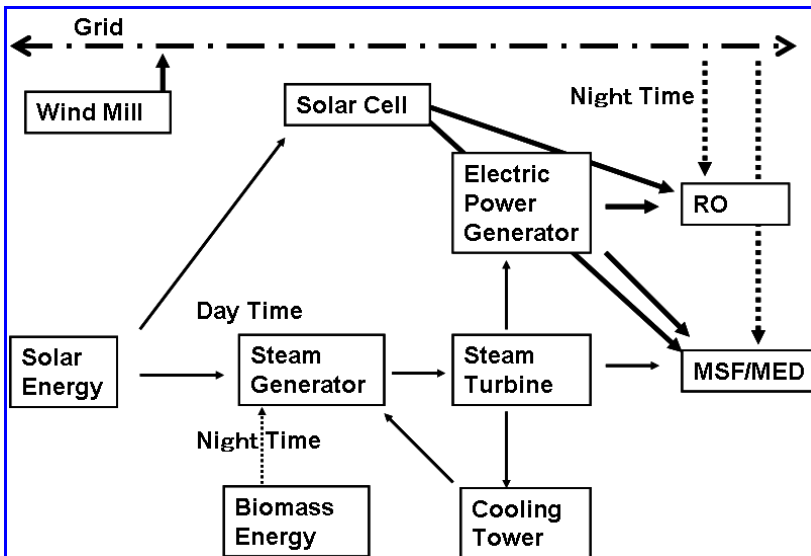 Grid
Wind Mill
Solar Cell
Night Time
Electric
Power
Generator
RO
Day Time
Solar
Energy
Steam
Generator
Steam
Turbine
MSF/MED
Night Time
Biomass
Energy
Cooling
Tower